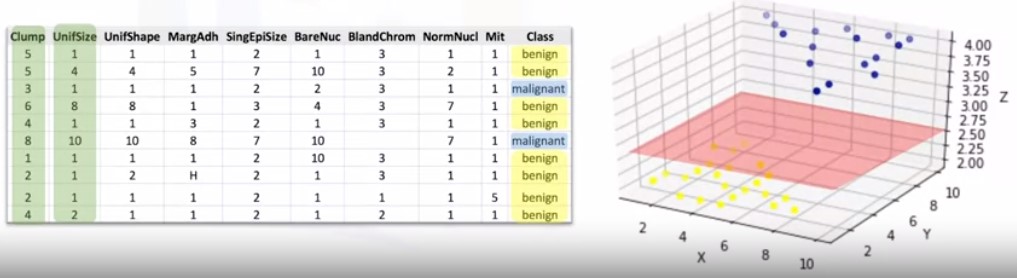 Clump UnifSize UnifShape MargAdh SingEpiSize BareNuc BlandChrom NormNucl Mit Class
5 1 1 1 2 1 3 1 1 benign
5 4 4 5 7 10 3 2 1 benign
3 1 1 1 2 2 3 1 1 malignant
6 8 8 1 3 4 3 7 1 benign
4 1 1 3 2 1 3 1 1 benign
8 10 10 8 7 10 7 1 malignant
1 1 1 1 2 10 3 1 1 benign
2 1 2 H 2 1 3 1 1 benign
2 1 1 1 2 1 1 1 5 benign
4 2 1 1 2 1 2 1 1 benign
4.00
3.75
3.50
3.25
3.00
2.75
2.50
2.25
2.00
Z
2 4 6 8 10
X
2 4 6 8 10
Y